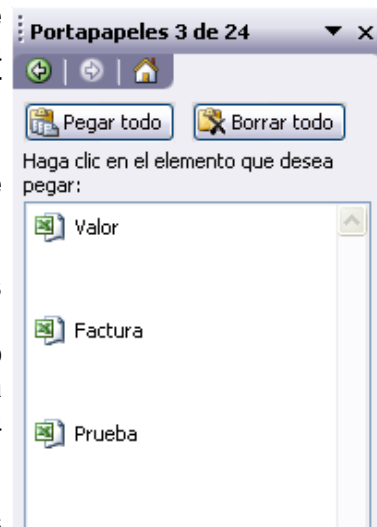 Portapapeles 3 de 24
Pegar todo Borrar todo
Haga clic en el elemento que desea
pegar:
Valor
Factura
Prueba